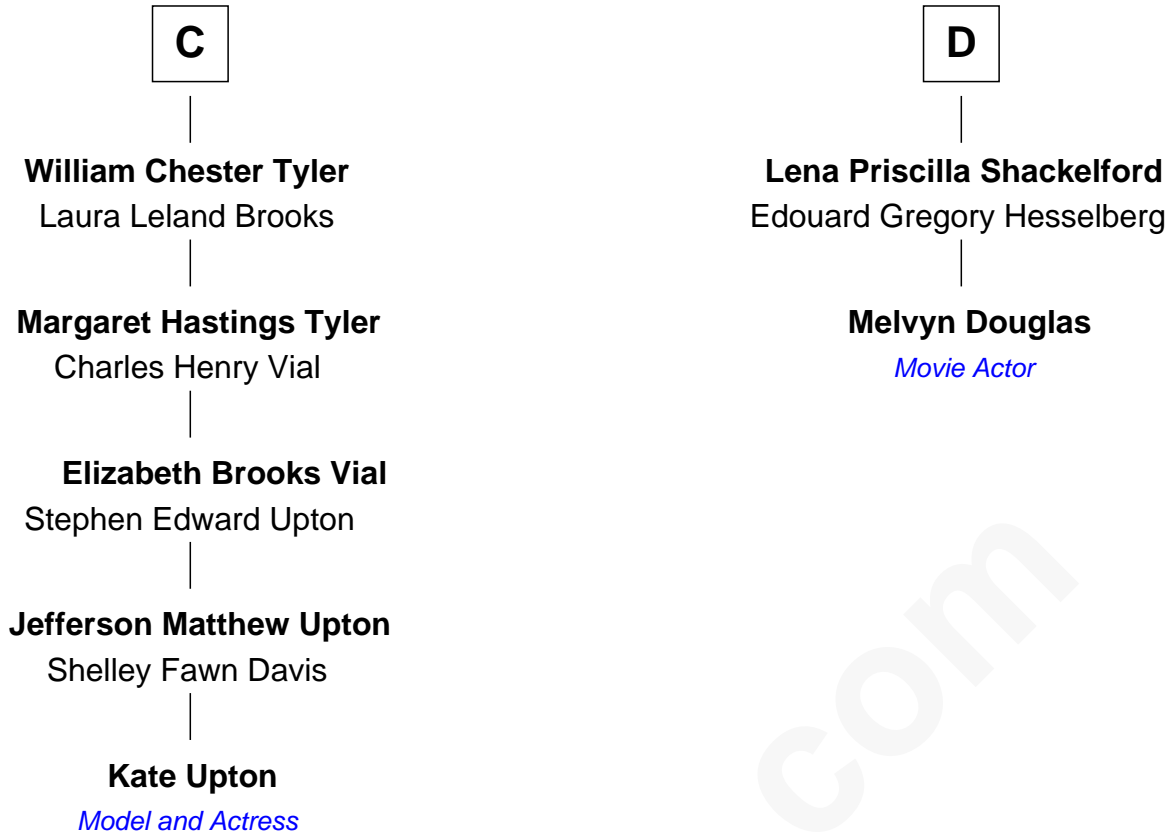 C
William Chester Tyler
Laura Leland Brooks
Margaret Hastings Tyler
Charles Henry Vial
Elizabeth Brooks Vial
Stephen Edward Upton
Jefferson Matthew Upton
Shelley Fawn Davis
Kate Upton
Model and Actress
D
Lena Priscilla Shackelford
Edouard Gregory Hesselberg
Melvyn Douglas
Movie Actor
com